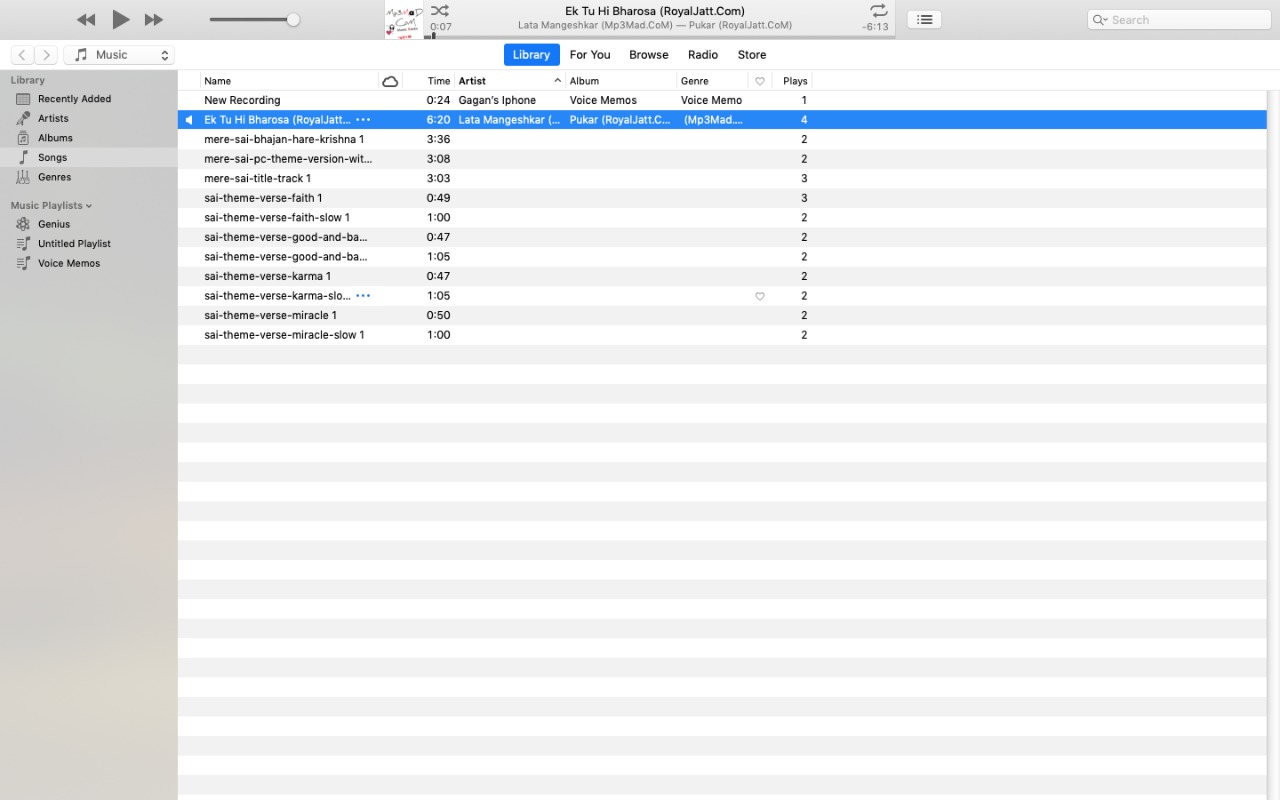 Ek Tu Hi Bharosa (RoyalJatt.Com)
0:07 Lata Mangeshkar (Mp3Mad.CoM) — Pukar (RoyalJatt.CoM) -6:13
Search
Music
Library For You Browse Radio Store
Library
Recently Added
Artists
Albums
Songs
Genres
Music Playlists
Genius
Untitled Playlist
Voice Memos
Name Time Artist Album Genre Plays
New Recording 0:24 Gagan's Iphone Voice Memos Voice Memo 1
Ek Tu Hi Bharosa (RoyalJatt... ••• 6:20 Lata Mangeshkar (... Pukar (RoyalJatt.C... (Mp3Mad.... 4
mere-sai-bhajan-hare-krishna 1 3:36 2
mere-sai-pc-theme-version-wit... 3:08 2
mere-sai-title-track 1 3:03 3
sai-theme-verse-faith 1 0:49 3
sai-theme-verse-faith-slow 1 1:00 2
sai-theme-verse-good-and-ba... 0:47 2
sai-theme-verse-good-and-ba... 1:05 2
sai-theme-verse-karma 1 0:47 2
sai-theme-verse-karma-slo... ••• 1:05 2
sai-theme-verse-miracle 1 0:50 2
sai-theme-verse-miracle-slow 1 1:00 2